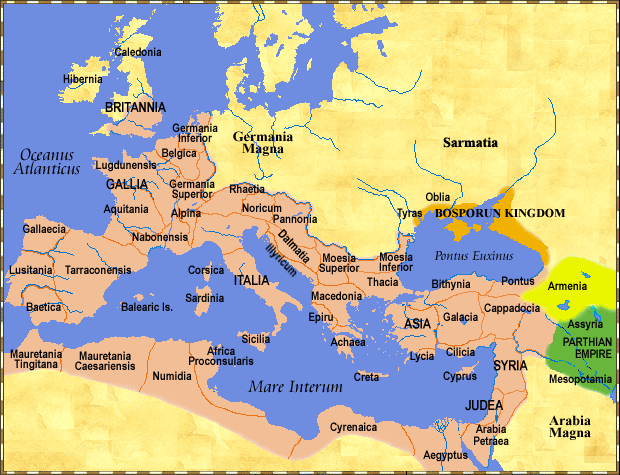 Caledonia
Hibernia
BRITANNIA
Germania
Inferior
Germania
Magna
Sarmatia
Oceanus
Atlanticus
Belgica
Lugdunensis
GALLIA
Germania
Superior
Rhaetia
Oblia
Aquitania
Alpina
Noricum
Pannonia
Tyras
BOSPORUN KINGDOM
Gallaecia
Nabonensis
Dalmatia
Illyricum
Moesia
Superior
Moesia
Inferior
Pontus Euxinus
Lusitania
Tarraconensis
Corsica
ITALIA
Thacia
Bithynia
Pontus
Armenia
Baetica
Balearic Is.
Sardinia
Macedonia
Epiru
ASIA
Galaçia
Cappadocia
Assyria
Mauretania
Tingitana
Mauretania
Caesariensis
Africa
Proconsularis
Sicilia
Achaea
Lycia
Cilicia
PARTHIAN
EMPIRE
Numidia
Mare Interum
Creta
Cyprus
SYRIA
Mesopotamia
JUDEA
Cyrenaica
Arabia
Petraea
Arabia
Magna
Aegyptus